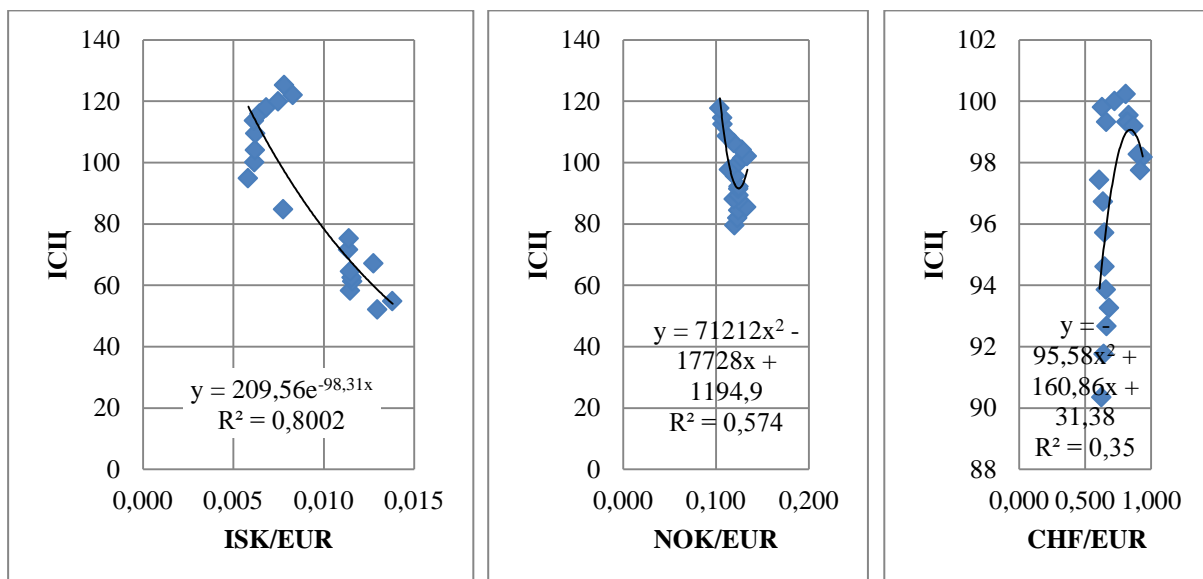 140
120
100
80
60
40
20
0
ІСЦ
y = 209,56e^-98,31x
R² = 0,8002
0,000 0,005 0,010 0,015
ISK/EUR
140
120
100
80
60
40
20
0
ІСЦ
y = 71212x² -
17728x +
1194,9
R² = 0,574
0,000 0,100 0,200
NOK/EUR
102
100
98
96
94
92
90
88
ІСЦ
y = -
95,58x² +
160,86x +
31,38
R² = 0,35
0,000 0,500 1,000
CHF/EUR